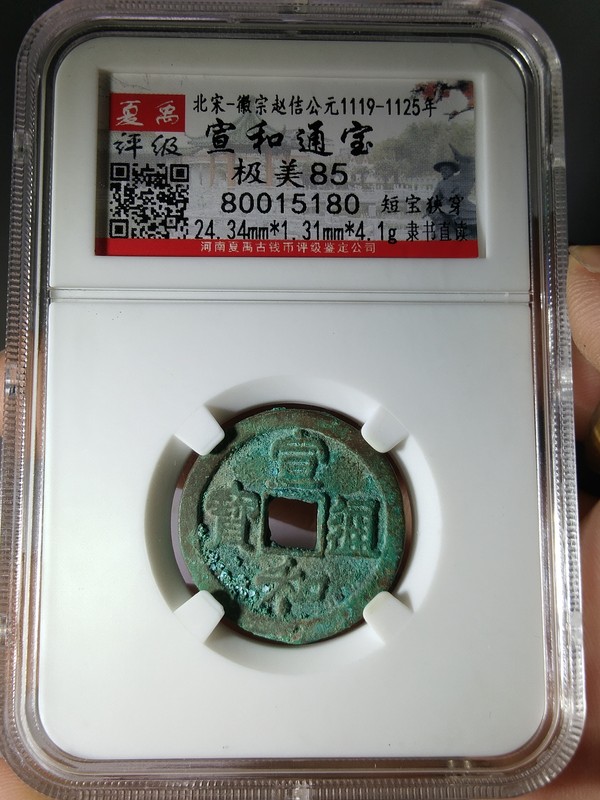 夏禹
评级
北宋-徽宗赵佶公元1119-1125年
宣和通宝
极美85
80015180 短宝狭穿
24.34mm*1.31mm*4.1g 隶书直读
河南夏禹古钱币评级鉴定公司
宣
寳 通
和